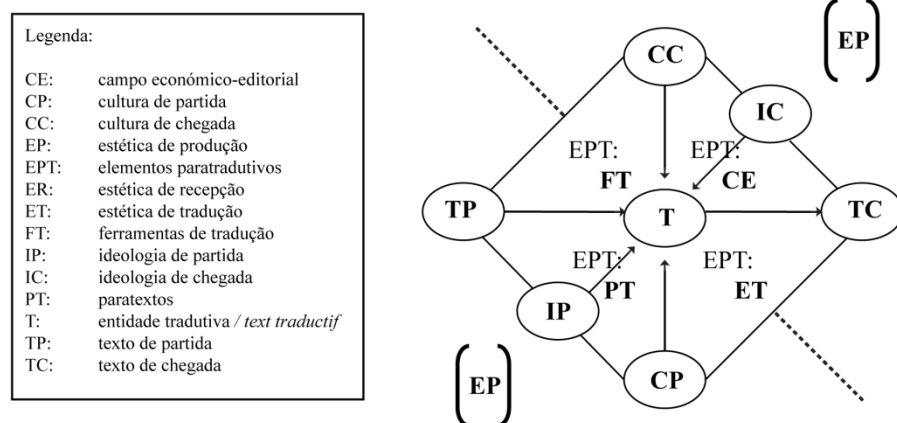 Legenda:
CE: campo económico-editorial
CP: cultura de partida
CC: cultura de chegada
EP: estética de produção
EPT: elementos paratradutivos
ER: estética de recepção
ET: estética de tradução
FT: ferramentas de tradução
IP: ideologia de partida
IC: ideologia de chegada
PT: paratextos
T: entidade tradutiva / text traductif
TP: texto de partida
TC: texto de chegada
EP
CC
IC
EPT:
FT
EPT:
CE
TP
T
TC
EPT:
PT
EPT:
ET
IP
CP
EP